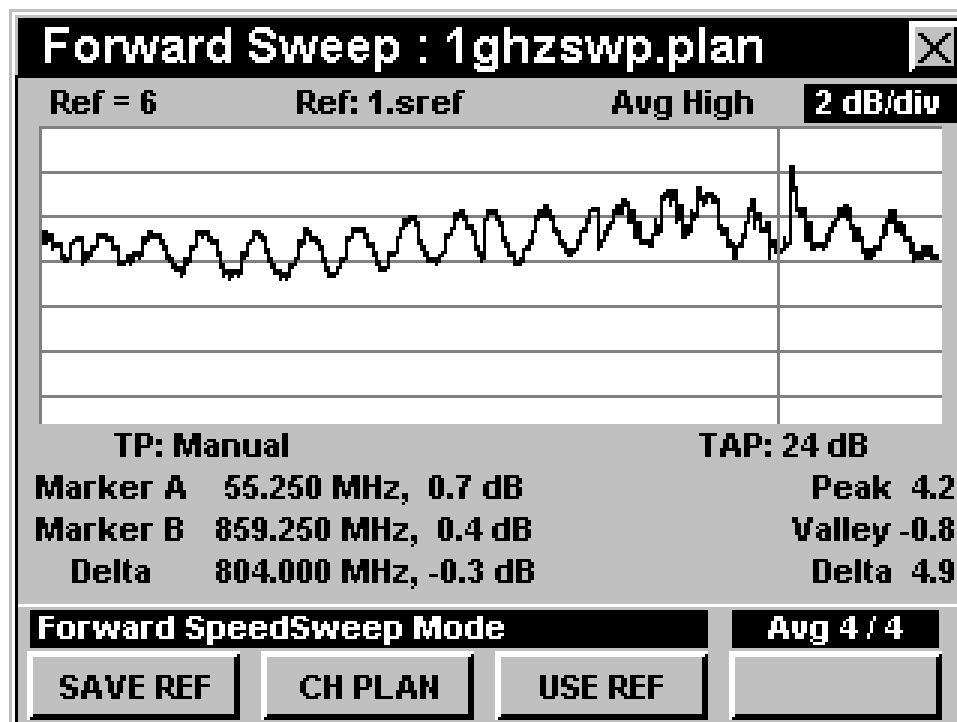 Forward Sweep : 1ghzswp.plan
Ref = 6 Ref: 1.sref Avg High 2 dB/div
TP: Manual TAP: 24 dB
Marker A 55.250 MHz, 0.7 dB Peak 4.2
Marker B 859.250 MHz, 0.4 dB Valley -0.8
Delta 804.000 MHz, -0.3 dB Delta 4.9
Forward SpeedSweep Mode Avg 4 / 4
SAVE REF CH PLAN USE REF